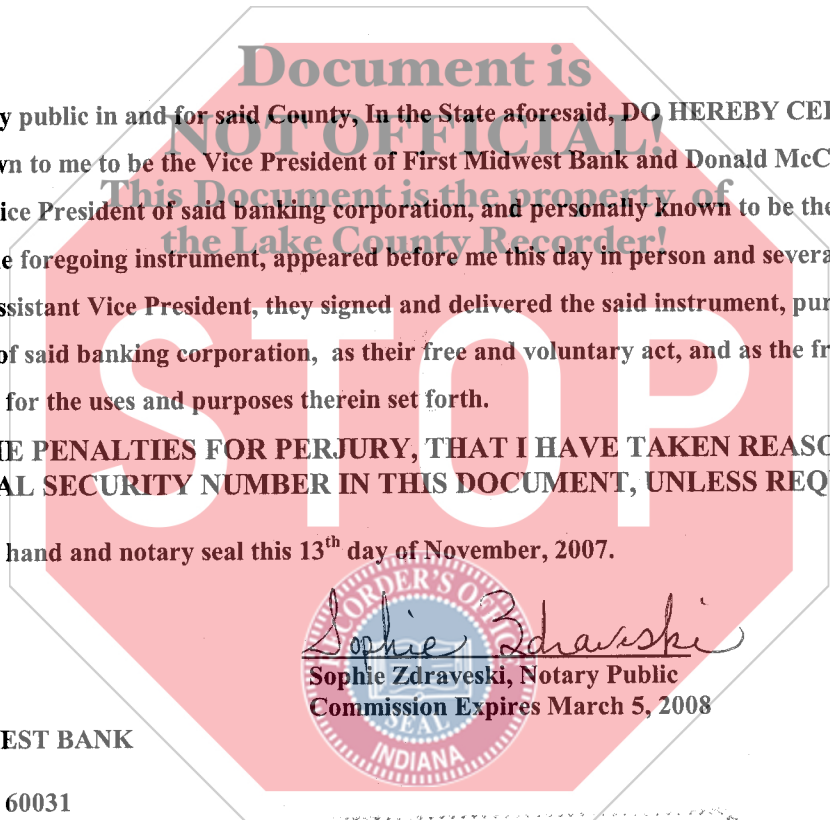 Document is
y public in and for said County, In the State aforesaid, DO HEREBY CE
NOT OFFICIAL!
wn to me to be the Vice President of First Midwest Bank and Donald McC
This Document is the property of
ice President of said banking corporation, and personally known to be the
the Lake County Recorder!
e foregoing instrument, appeared before me this day in person and severa
ssistant Vice President, they signed and delivered the said instrument, pur
of said banking corporation, as their free and voluntary act, and as the fr
for the uses and purposes therein set forth.
STOP
E PENALTIES FOR PERJURY, THAT I HAVE TAKEN REASO
AL SECURITY NUMBER IN THIS DOCUMENT, UNLESS REQ
hand and notary seal this 13th day of November, 2007.
CORDER'S OFFIC
Sophie Zdraveski
Sophie Zdraveski, Notary Public
Commission Expires March 5, 2008
SEAL
EST BANK
INDIANA
60031